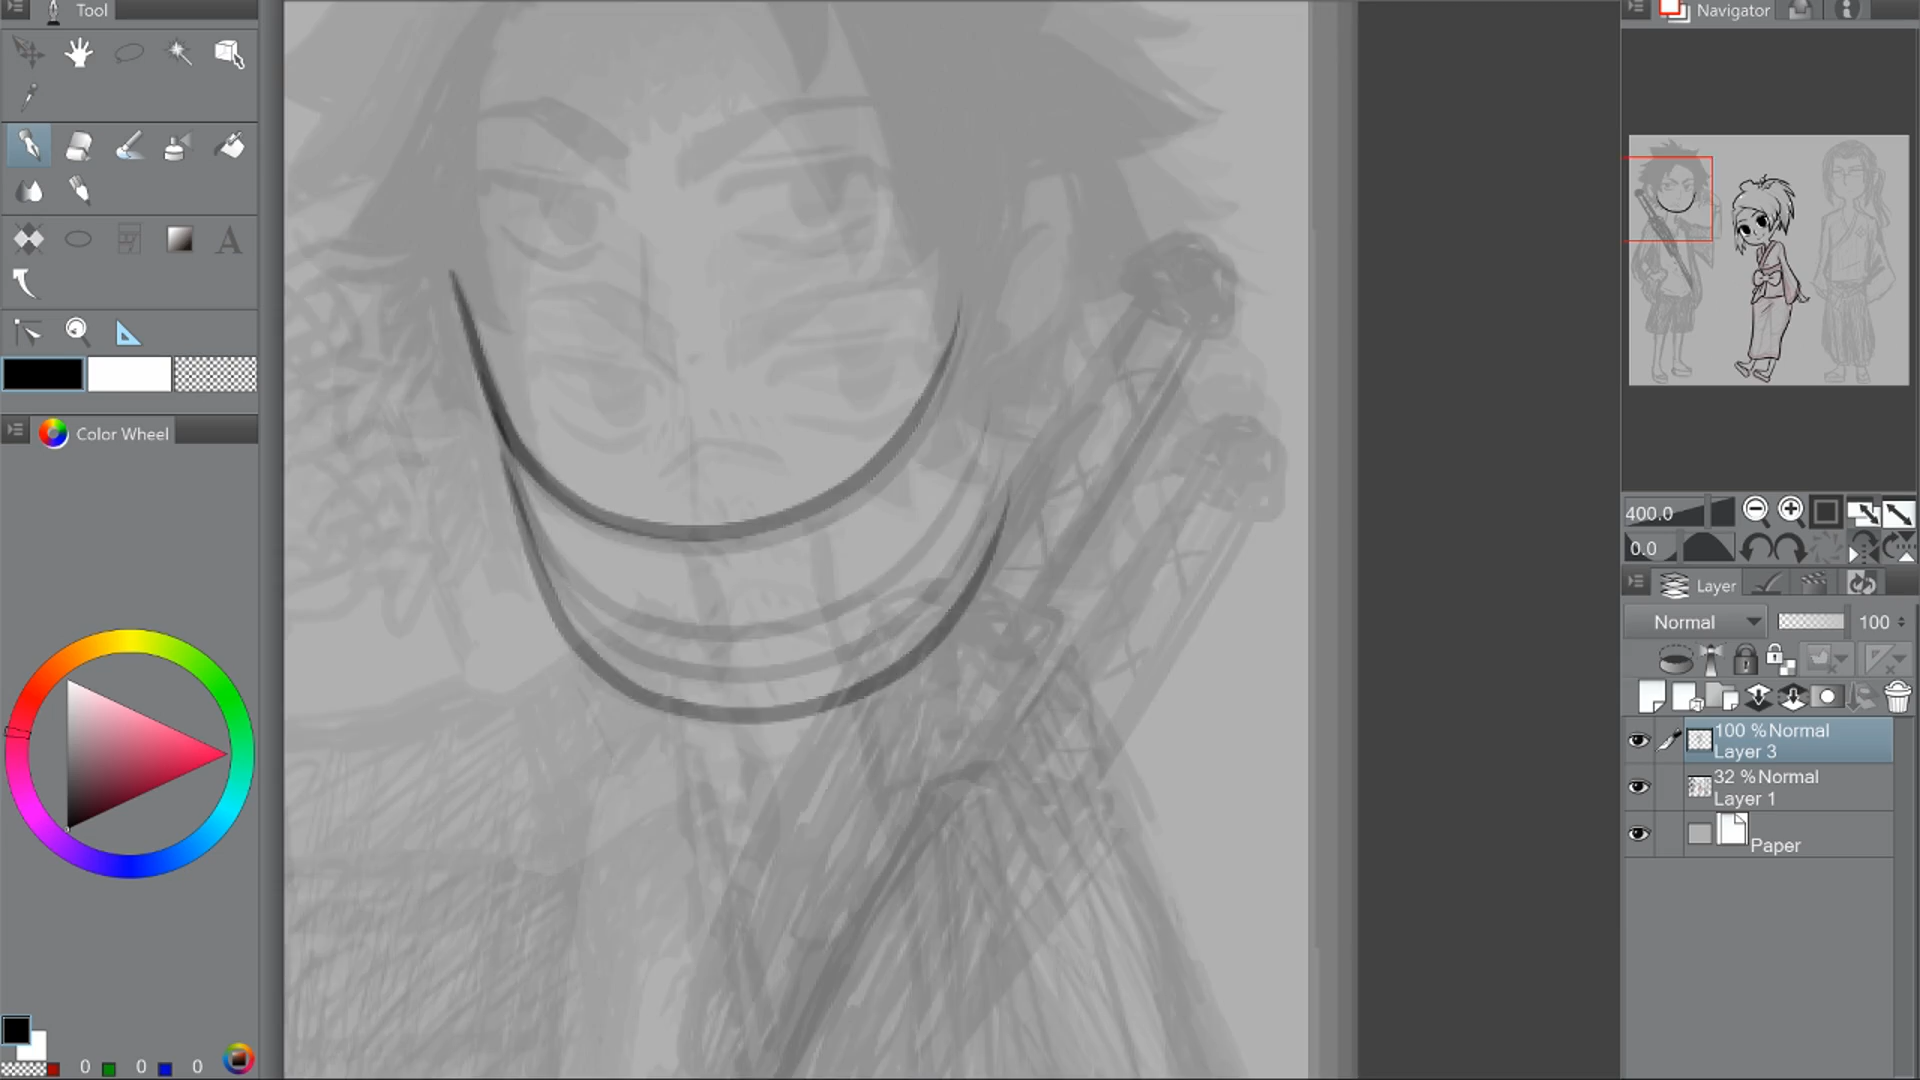 Tool
Color Wheel
0 0 0
Navigator
400.0
0.0
Layer
Normal 100
100 %Normal
Layer 3
32 %Normal
Layer 1
Paper